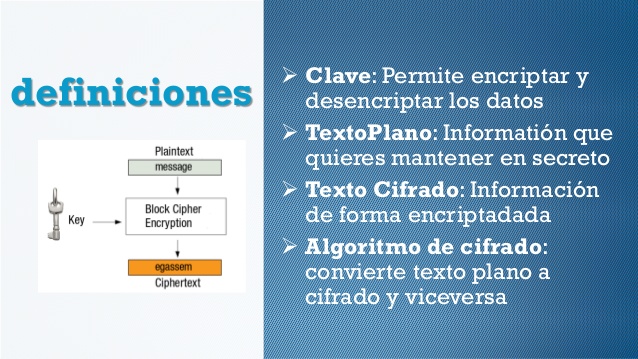 definiciones
Plaintext
message
Key
Block Cipher
Encryption
egassem
Ciphertext
➢ Clave: Permite encriptar y
desencriptar los datos
➢ TextoPlano: Informatión que
quieres mantener en secreto
➢ Texto Cifrado: Información
de forma encriptadada
➢ Algoritmo de cifrado:
convierte texto plano a
cifrado y viceversa